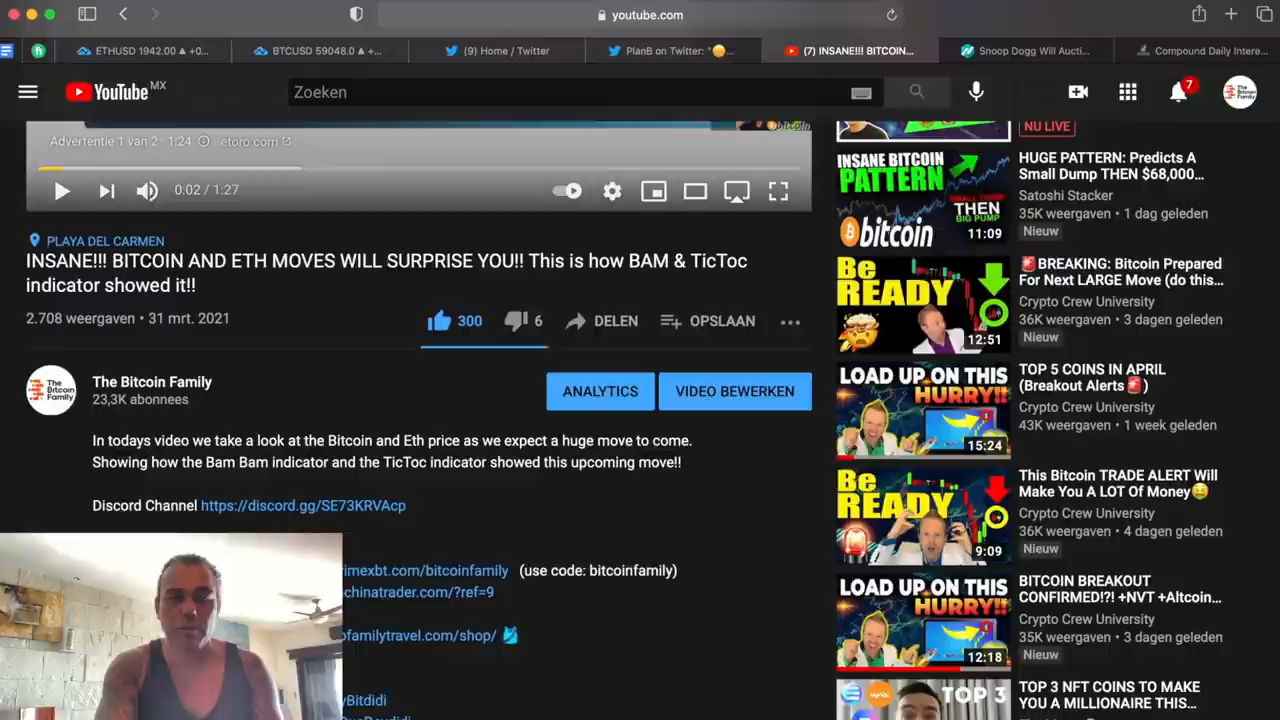 youtube.com
ETHUSD 1942.00 ▲ +0...
BTCUSD 59048.0 ▲ +...
(9) Home / Twitter
PlanB on Twitter: "😶...
(7) INSANE!!! BITCOIN...
Snoop Dogg Will Aucti...
Compound Daily Intere...
YouTube MX
Zoeken
7
The Bitcoin Family
Advertentie 1 van 2 · 1:24 ⓘ etoro.com
bitcoin
0:02 / 1:27
PLAYA DEL CARMEN
INSANE!!! BITCOIN AND ETH MOVES WILL SURPRISE YOU!! This is how BAM & TicToc
indicator showed it!!
2.708 weergaven • 31 mrt. 2021
300
6
DELEN
OPSLAAN
The Bitcoin Family
The Bitcoin Family
23,3K abonnees
ANALYTICS
VIDEO BEWERKEN
In todays video we take a look at the Bitcoin and Eth price as we expect a huge move to come.
Showing how the Bam Bam indicator and the TicToc indicator showed this upcoming move!!
Discord Channel https://discord.gg/SE73KRVAcp
rimexbt.com/bitcoinfamily (use code: bitcoinfamily)
chinatrader.com/?ref=9
ofamilytravel.com/shop/
yBitdidi
NU LIVE
INSANE BITCOIN
PATTERN
SMALL DUMP
THEN
BIG PUMP
bitcoin
11:09
HUGE PATTERN: Predicts A
Small Dump THEN $68,000...
Satoshi Stacker
35K weergaven • 1 dag geleden
Nieuw
Be
READY
12:51
🚨BREAKING: Bitcoin Prepared
For Next LARGE Move (do this...
Crypto Crew University
36K weergaven • 3 dagen geleden
Nieuw
LOAD UP ON THIS
HURRY!!
15:24
TOP 5 COINS IN APRIL
(Breakout Alerts🚨)
Crypto Crew University
43K weergaven • 1 week geleden
Be
READY
9:09
This Bitcoin TRADE ALERT Will
Make You A LOT Of Money🤑
Crypto Crew University
36K weergaven • 4 dagen geleden
Nieuw
LOAD UP ON THIS
HURRY!!
12:18
BITCOIN BREAKOUT
CONFIRMED!?! +NVT +Altcoin...
Crypto Crew University
35K weergaven • 3 dagen geleden
Nieuw
TOP 3
TOP 3 NFT COINS TO MAKE
YOU A MILLIONAIRE THIS...